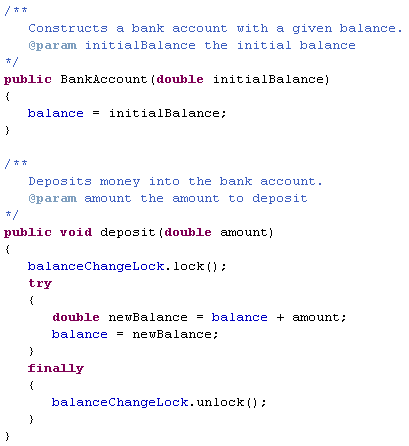 /**
   Constructs a bank account with a given balance.
   @param initialBalance the initial balance
*/
public BankAccount(double initialBalance)
{
   balance = initialBalance;
}

/**
   Deposits money into the bank account.
   @param amount the amount to deposit
*/
public void deposit(double amount)
{
   balanceChangeLock.lock();
   try
   {
      double newBalance = balance + amount;
      balance = newBalance;
   }
   finally
   {
      balanceChangeLock.unlock();
   }
}